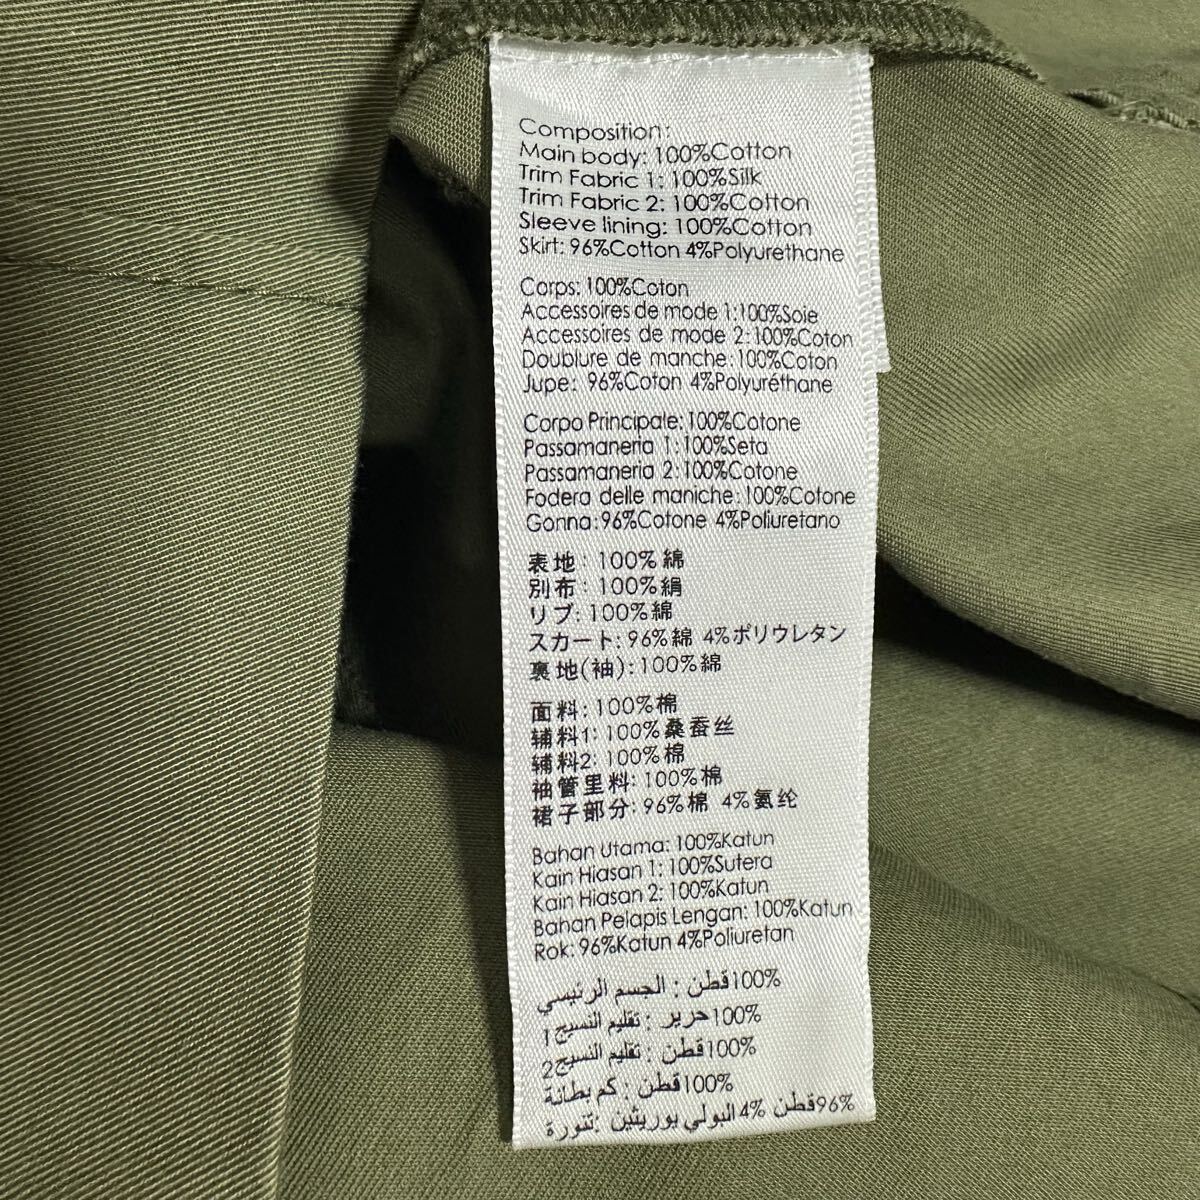 Composition:
Main body: 100%Cotton
Trim Fabric 1: 100%Silk
Trim Fabric 2: 100%Cotton
Sleeve lining: 100%Cotton
Skirt: 96%Cotton 4%Polyurethane
Corps: 100%Coton
Accessoires de mode 1:100%Soie
Accessoires de mode 2:100%Coton
Doublure de manche:100%Coton
Jupe: 96%Coton 4%Polyuréthane
Corpo Principale:100%Cotone
Passamaneria 1:100%Seta
Passamaneria 2:100%Cotone
Fodera delle maniche:100%Cotone
Gonna:96%Cotone 4%Poliuretano
表地: 100%綿
別布: 100%絹
リブ:100%綿
スカート:96%綿 4%ポリウレタン
裏地(袖):100%綿
面料:100%棉
辅料1:100%桑蚕丝
辅料2:100%棉
袖管里料:100%棉
裙子部分:96%棉 4%氨纶
Bahan Utama: 100%Katun
Kain Hiasan 1:100%Sutera
Kain Hiasan 2:100%Katun
Bahan Pelapis Lengan:100%Katun
Rok:96%Katun 4%Poliuretan
100%قطن : الجسم الرئيسي
100%حرير : تقليم النسيج1
100%قطن : تقليم النسيج2
100%قطن : كم بطانة
96%قطن 4%البولي يوريثين :تنورة